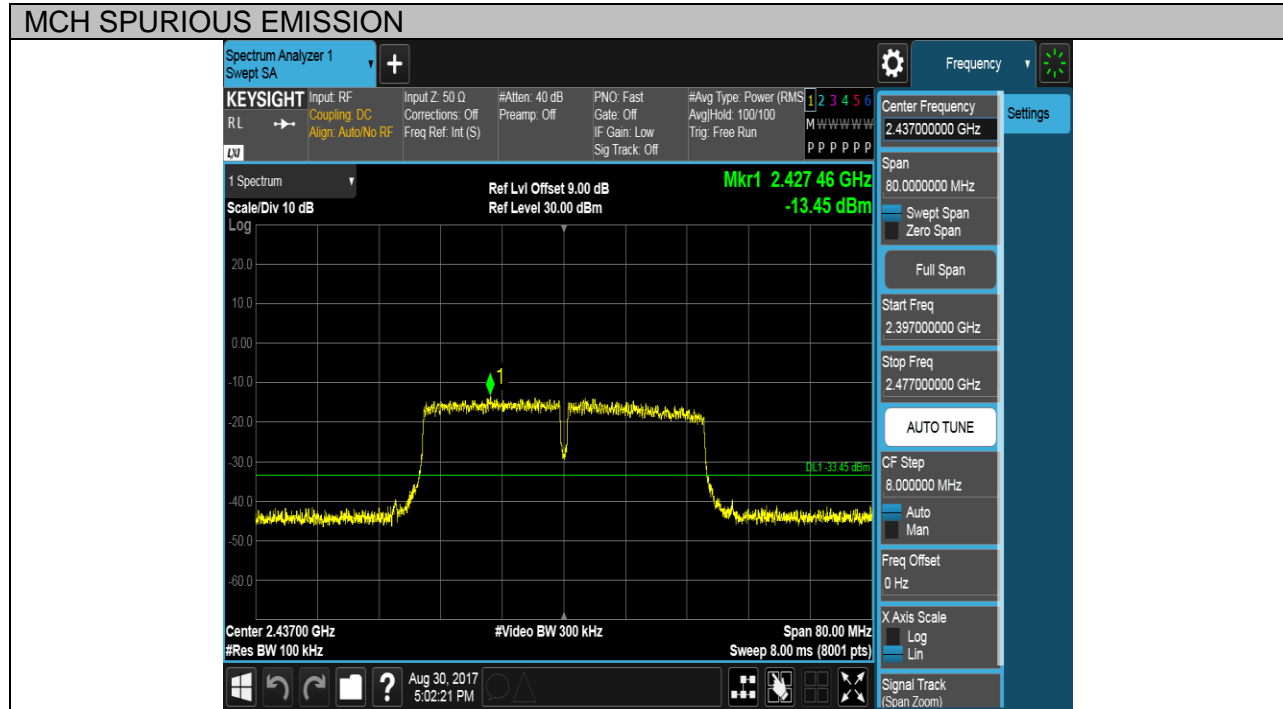 MCH SPURIOUS EMISSION
Spectrum Analyzer 1
Swept SA
+
Frequency
KEYSIGHT
RL
LXI
Input: RF
Coupling: DC
Align: Auto/No RF
Input Z: 50 Ω
Corrections: Off
Freq Ref: Int (S)
#Atten: 40 dB
Preamp: Off
PNO: Fast
Gate: Off
IF Gain: Low
Sig Track: Off
#Avg Type: Power (RMS
Avg|Hold: 100/100
Trig: Free Run
1 2 3 4 5 6
M W W W W W
P P P P P P
1 Spectrum
Scale/Div 10 dB
Log
Ref Lvl Offset 9.00 dB
Ref Level 30.00 dBm
Mkr1 2.427 46 GHz
-13.45 dBm
20.0
10.0
0.00
-10.0
-20.0
-30.0
-40.0
-50.0
-60.0
1
DL1 -33.45 dBm
Center 2.43700 GHz
#Res BW 100 kHz
#Video BW 300 kHz
Span 80.00 MHz
Sweep 8.00 ms (8001 pts)
?
Aug 30, 2017
5:02:21 PM
Center Frequency
2.437000000 GHz
Settings
Span
80.0000000 MHz
Swept Span
Zero Span
Full Span
Start Freq
2.397000000 GHz
Stop Freq
2.477000000 GHz
AUTO TUNE
CF Step
8.000000 MHz
Auto
Man
Freq Offset
0 Hz
X Axis Scale
Log
Lin
Signal Track
(Span Zoom)